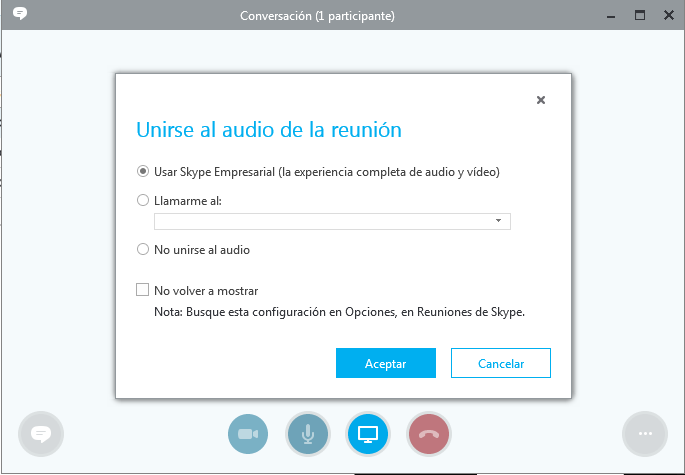 Conversación (1 participante)
Unirse al audio de la reunión
Usar Skype Empresarial (la experiencia completa de audio y vídeo)
Llamarme al:
No unirse al audio
No volver a mostrar
Nota: Busque esta configuración en Opciones, en Reuniones de Skype.
Aceptar
Cancelar